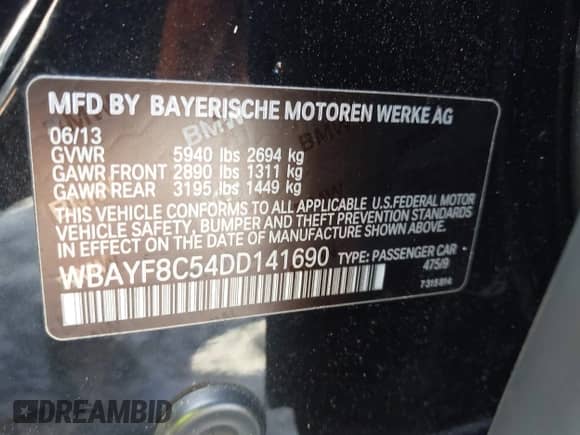 MFD BY BAYERISCHE MOTOREN WERKE AG
06/13
GVWR 5940 lbs 2694 kg
GAWR FRONT 2890 lbs 1311 kg
GAWR REAR 3195 lbs 1449 kg
THIS VEHICLE CONFORMS TO ALL APPLICABLE U.S.FEDERAL MOTOR
VEHICLE SAFETY, BUMPER AND THEFT PREVENTION STANDARDS
IN EFFECT ON THE DATE OF MANUFACTURE SHOWN ABOVE.
WBAYF8C54DD141690 TYPE: PASSENGER CAR
475/9
7315814
DREAMBID